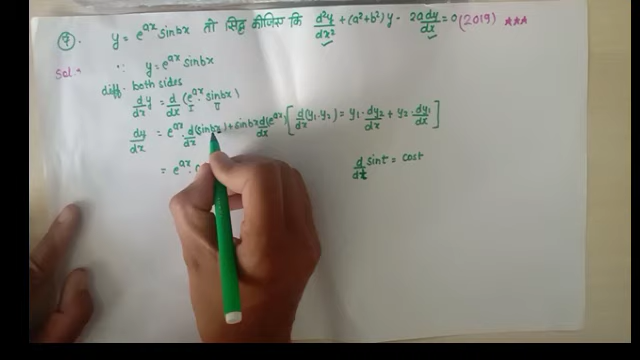 7. y = e^ax sinbx तो सिद्ध कीजिए कि d²y/dx² + (a²+b²)y - 2a dy/dx = 0 (2019) ★★★
Sol. ∵ y = e^ax sinbx
diff. both sides
d/dx y = d/dx (e^ax . sinbx)
I II
dy/dx = e^ax . d/dx (sinbx) + sinbx d/dx (e^ax) [d/dx (y₁.y₂) = y₁ . dy₂/dx + y₂ . dy₁/dx]
= e^ax .
d/dt sint = cost